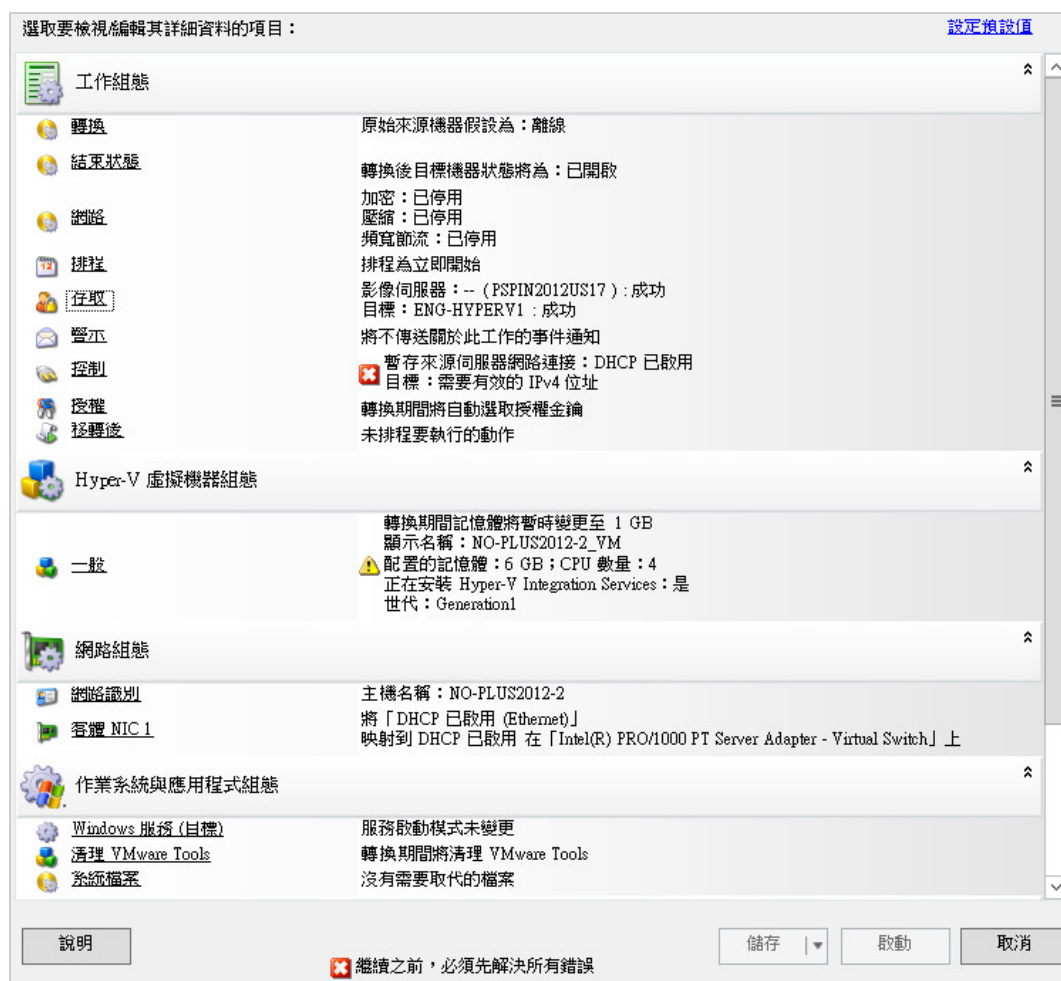 選取要檢視/編輯其詳細資料的項目：
設定預設值
工作組態
轉換
原始來源機器假設為：離線
結束狀態
轉換後目標機器狀態將為：已開啟
網路
加密：已停用
壓縮：已停用
頻寬節流：已停用
排程
排程為立即開始
存取
影像伺服器：-- ( PSPIN2012US17 ) : 成功
目標：ENG-HYPERV1 : 成功
警示
將不傳送關於此工作的事件通知
控制
暫存來源伺服器網路連接：DHCP 已啟用
目標：需要有效的 IPv4 位址
授權
轉換期間將自動選取授權金鑰
移轉後
未排程要執行的動作
Hyper-V 虛擬機器組態
一般
轉換期間記憶體將暫時變更至 1 GB
顯示名稱：NO-PLUS2012-2_VM
配置的記憶體：6 GB；CPU 數量：4
正在安裝 Hyper-V Integration Services：是
世代：Generation1
網路組態
網路識別
主機名稱：NO-PLUS2012-2
客體 NIC 1
將「DHCP 已啟用 (Ethernet)」
映射到 DHCP 已啟用 在「Intel(R) PRO/1000 PT Server Adapter - Virtual Switch」上
作業系統與應用程式組態
Windows 服務 (目標)
服務啟動模式未變更
清理 VMware Tools
轉換期間將清理 VMware Tools
系統檔案
沒有需要取代的檔案
說明
儲存
啟動
取消
繼續之前，必須先解決所有錯誤